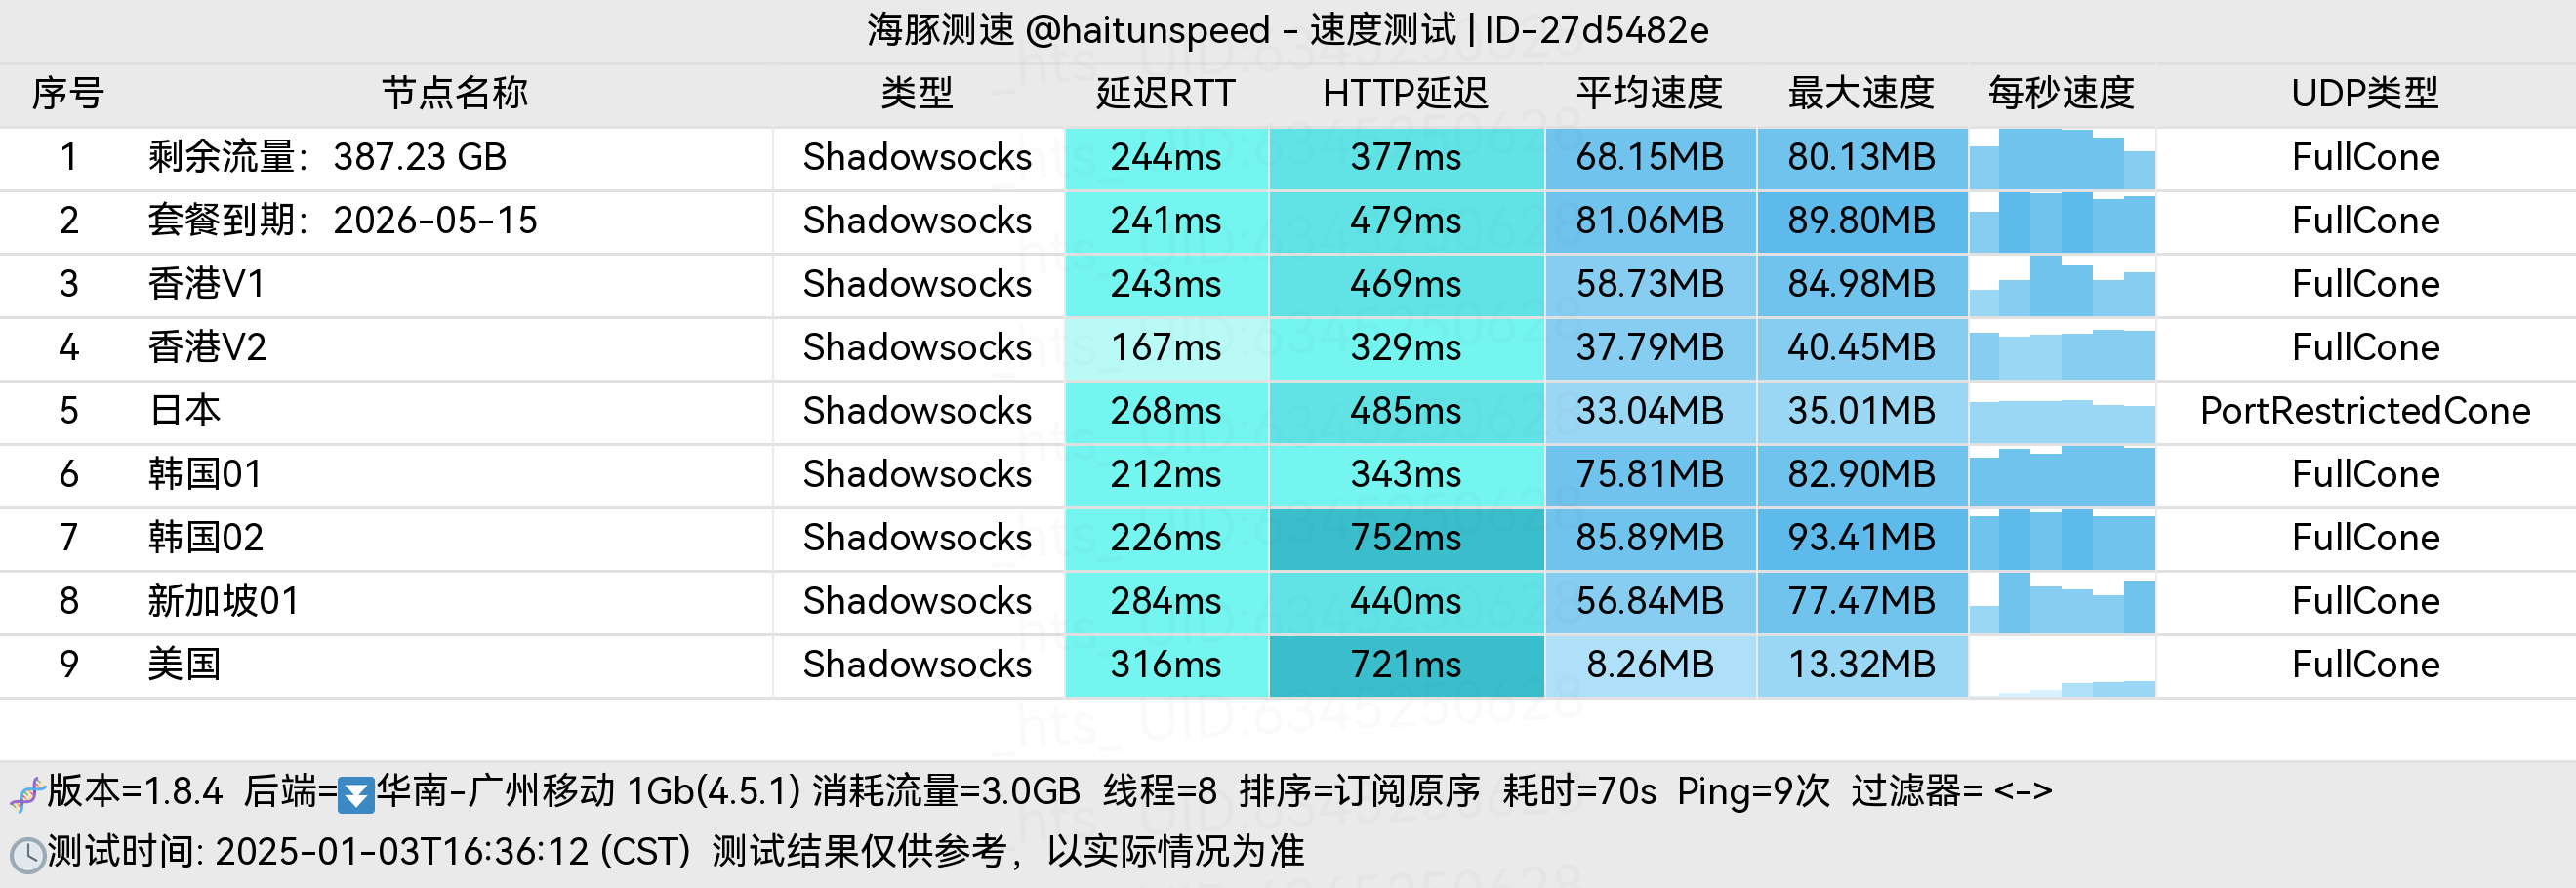 海豚测速 @haitunspeed - 速度测试 | ID-27d5482e
序号 节点名称 类型 延迟RTT HTTP延迟 平均速度 最大速度 每秒速度 UDP类型
1 剩余流量：387.23 GB Shadowsocks 244ms 377ms 68.15MB 80.13MB FullCone
2 套餐到期：2026-05-15 Shadowsocks 241ms 479ms 81.06MB 89.80MB FullCone
3 香港V1 Shadowsocks 243ms 469ms 58.73MB 84.98MB FullCone
4 香港V2 Shadowsocks 167ms 329ms 37.79MB 40.45MB FullCone
5 日本 Shadowsocks 268ms 485ms 33.04MB 35.01MB PortRestrictedCone
6 韩国01 Shadowsocks 212ms 343ms 75.81MB 82.90MB FullCone
7 韩国02 Shadowsocks 226ms 752ms 85.89MB 93.41MB FullCone
8 新加坡01 Shadowsocks 284ms 440ms 56.84MB 77.47MB FullCone
9 美国 Shadowsocks 316ms 721ms 8.26MB 13.32MB FullCone
_hts_ UID:6345250628
🧬版本=1.8.4 后端=⏬华南-广州移动 1Gb(4.5.1) 消耗流量=3.0GB 线程=8 排序=订阅原序 耗时=70s Ping=9次 过滤器= <->
🕒测试时间: 2025-01-03T16:36:12 (CST) 测试结果仅供参考，以实际情况为准